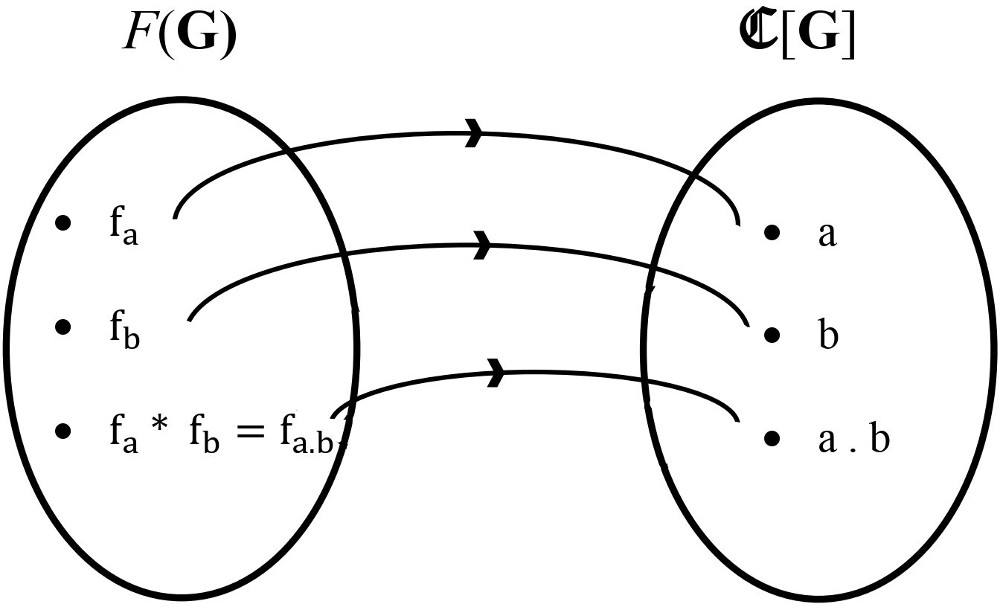 F(G)
ℭ[G]
f_a
a
f_b
b
f_a * f_b = f_a.b
a . b